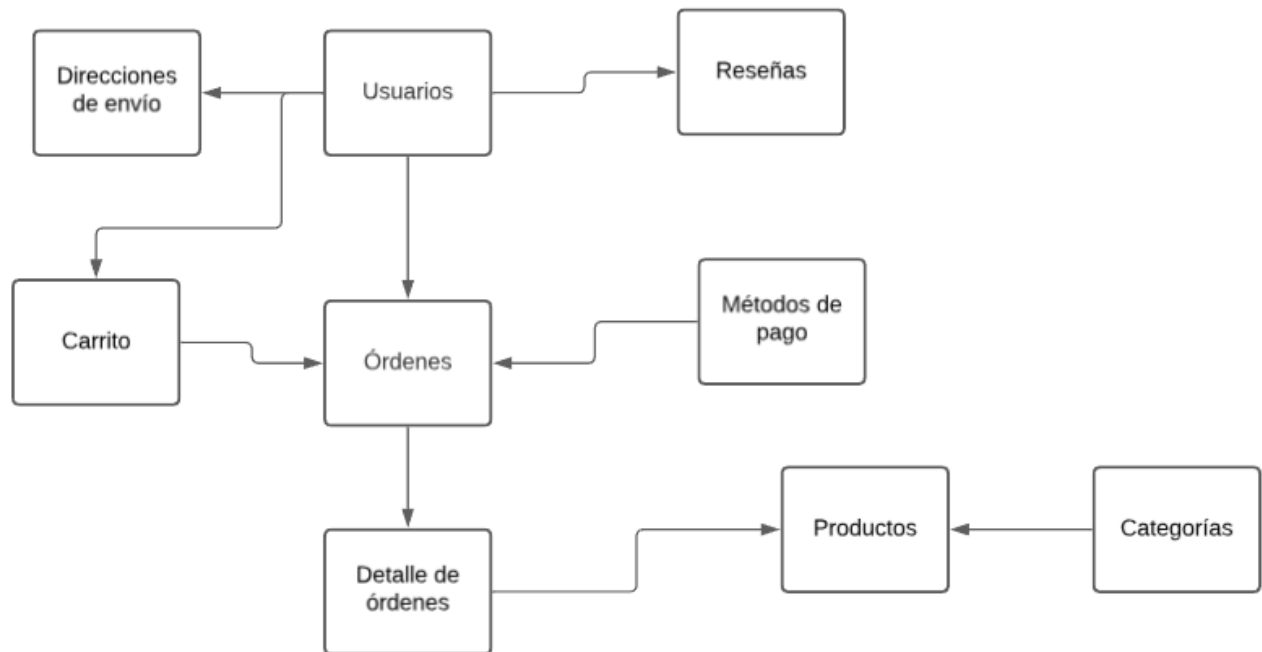 Direcciones
de envío
Usuarios
Reseñas
Carrito
Órdenes
Métodos de
pago
Detalle de
órdenes
Productos
Categorías